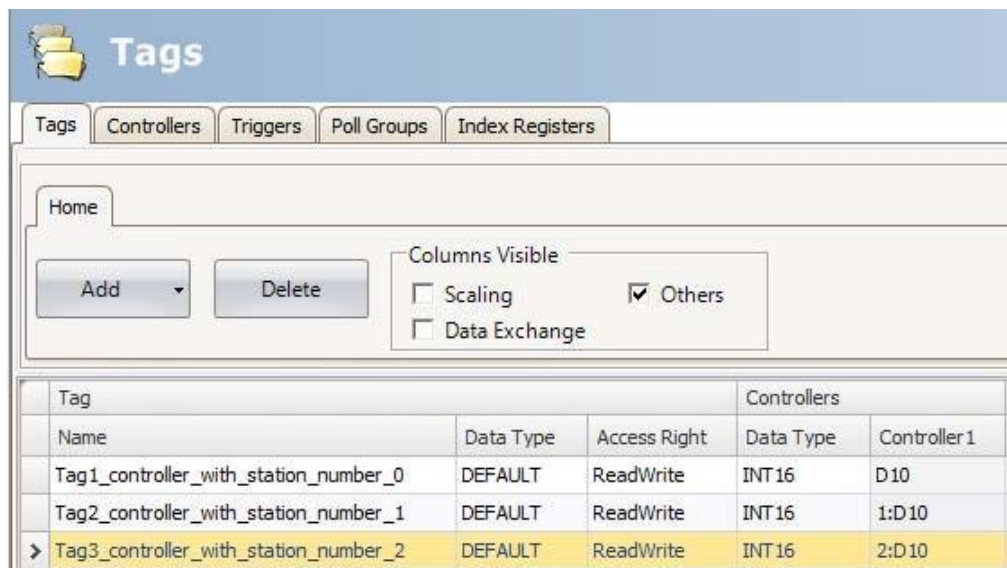 Tags
Tags Controllers Triggers Poll Groups Index Registers
Home
Add Delete
Columns Visible
Scaling Others
Data Exchange
Tag Controllers
Name Data Type Access Right Data Type Controller1
Tag1_controller_with_station_number_0 DEFAULT ReadWrite INT16 D10
Tag2_controller_with_station_number_1 DEFAULT ReadWrite INT16 1:D10
Tag3_controller_with_station_number_2 DEFAULT ReadWrite INT16 2:D10